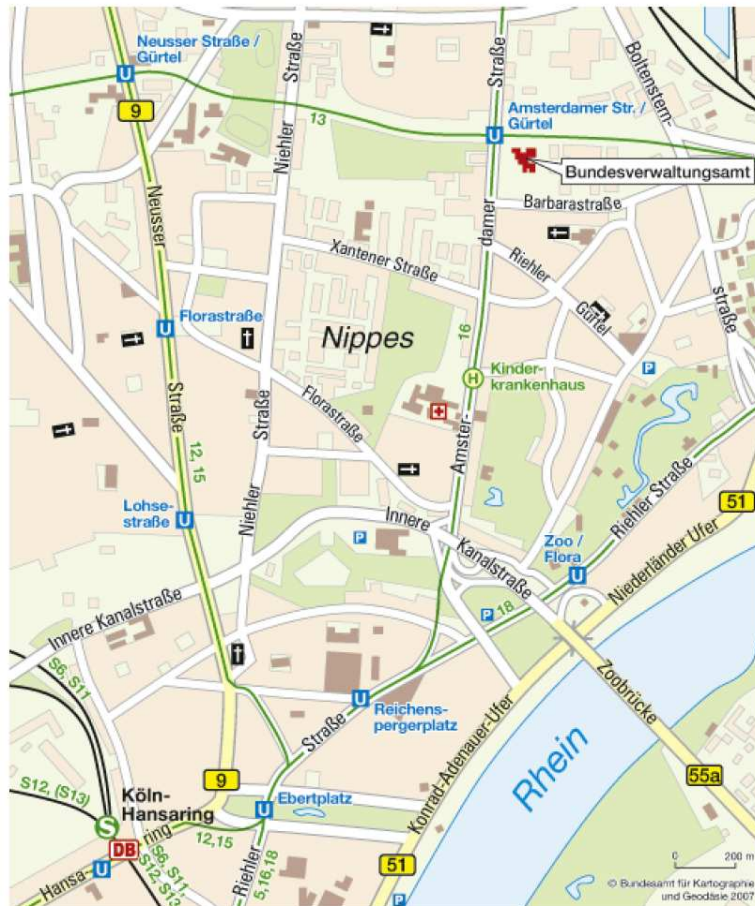 Neusser Straße /
Gürtel
U
9
13
Niehler
Straße
Straße
Boltenstern-
Amsterdamer Str. /
Gürtel
U
Bundesverwaltungsamt
Barbarastraße
Neusser
damer
Xantener Straße
Riehler
Gürtel
straße
U
Florastraße
Nippes
16
H
Kinder-
krankenhaus
P
Straße
Florastraße
Straße
Amster-
12, 15
Lohse-
straße
U
Niehler
Innere
Kanalstraße
P
Zoo /
Flora
U
Riehler Straße
51
Niederländer Ufer
Innere Kanalstraße
P
18
S6, S11
Zoobrücke
U
Reichens-
pergerplatz
Straße
Konrad-Adenauer-Ufer
Rhein
55a
9
S12, (S13)
Köln-
Hansaring
S
DB
U
Hansa-
ring
12,15
U
Ebertplatz
S6, S11
S12, S13
Riehler
5,16,18
51
P
0 200 m
© Bundesamt für Kartographie
und Geodäsie 2007